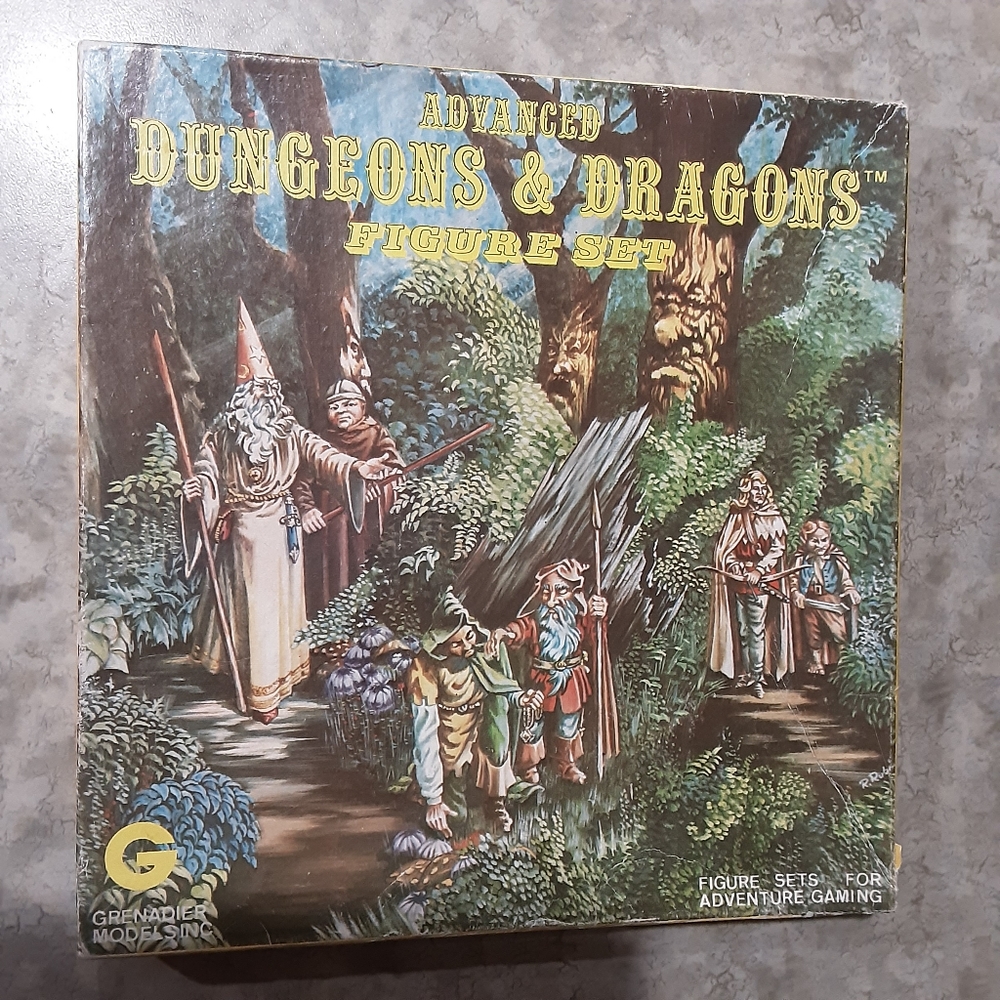 ADVANCED
DUNGEONS & DRAGONS™
FIGURE SET
G
GRENADIER
MODELS INC
FIGURE SETS FOR
ADVENTURE GAMING